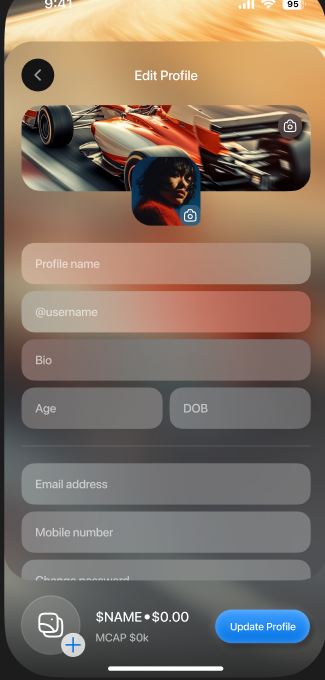 9:41
95
Edit Profile
Profile name
@username
Bio
Age
DOB
Email address
Mobile number
Change password
$NAME•$0.00
MCAP $0k
Update Profile